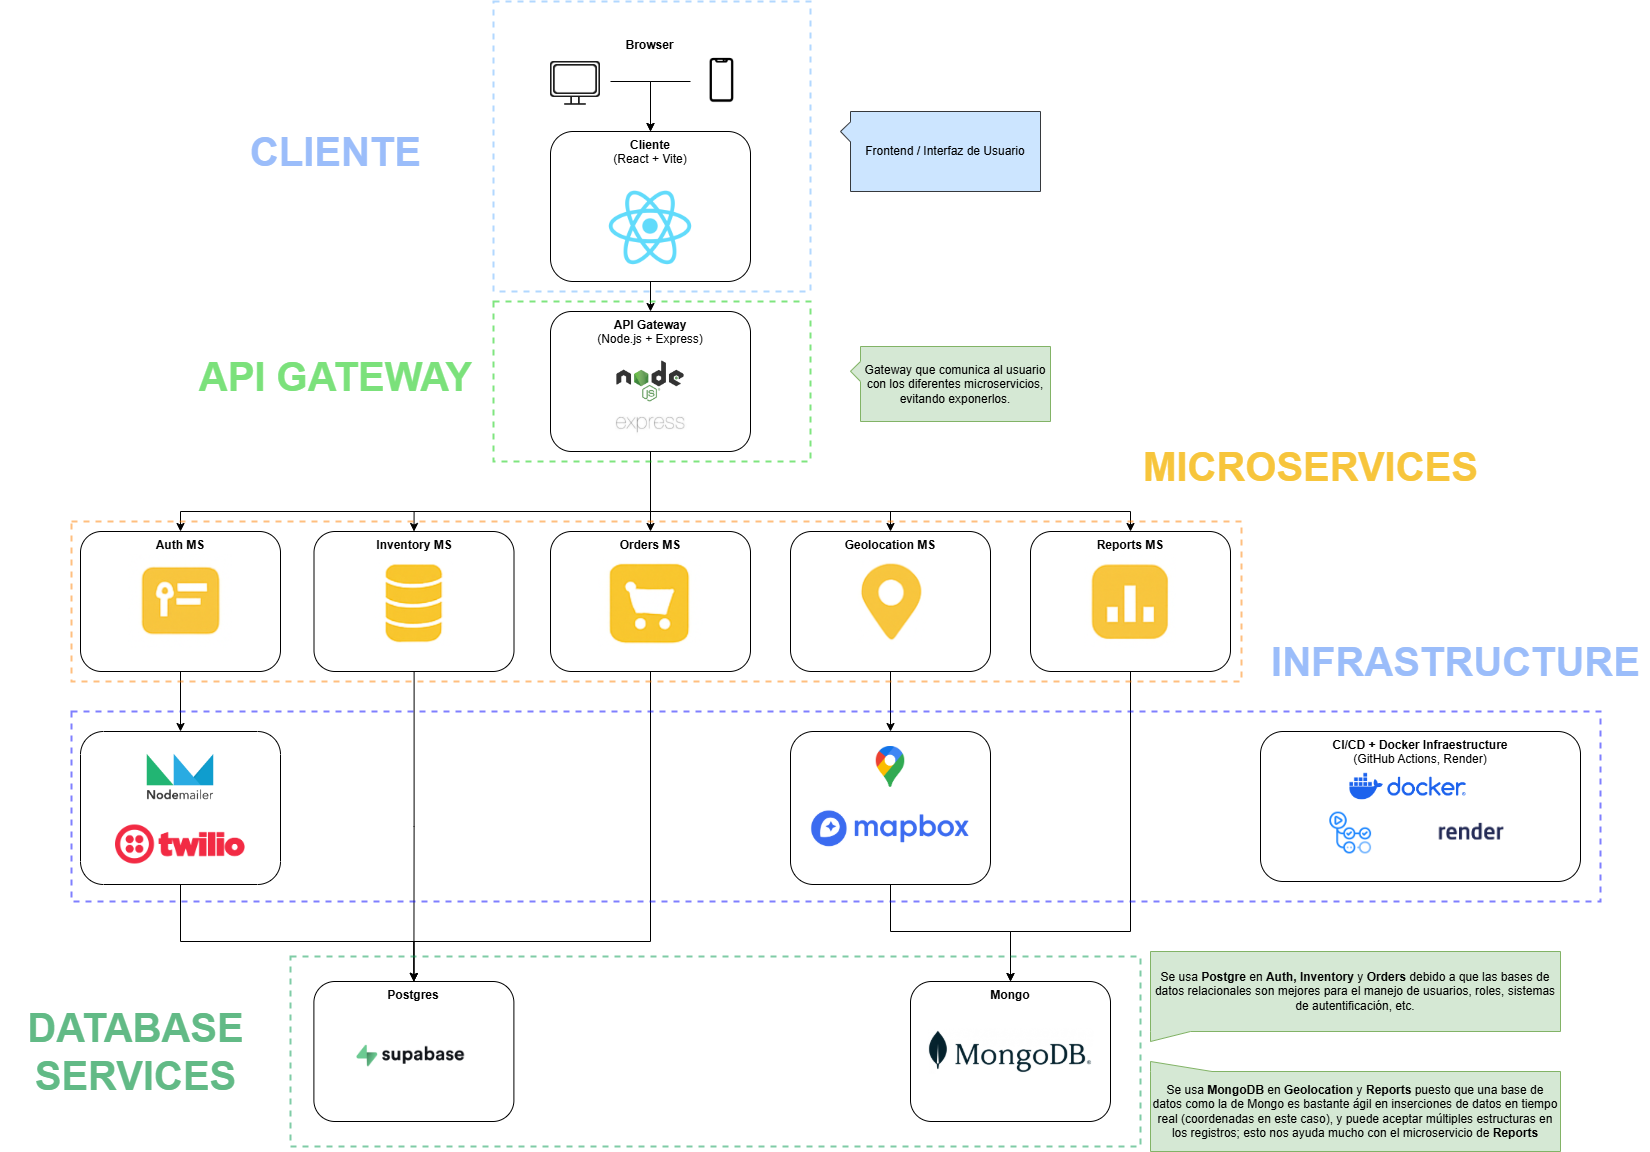 Browser
CLIENTE
Cliente
(React + Vite)
Frontend / Interfaz de Usuario
API GATEWAY
API Gateway
(Node.js + Express)
node
JS
express
Gateway que comunica al usuario
con los diferentes microservicios,
evitando exponerlos.
MICROSERVICES
Auth MS
Inventory MS
Orders MS
Geolocation MS
Reports MS
INFRASTRUCTURE
Nodemailer
twilio
mapbox
CI/CD + Docker Infraestructure
(GitHub Actions, Render)
docker
render
DATABASE
SERVICES
Postgres
supabase
Mongo
MongoDB®
Se usa Postgre en Auth, Inventory y Orders debido a que las bases de
datos relacionales son mejores para el manejo de usuarios, roles, sistemas
de autentificación, etc.
Se usa MongoDB en Geolocation y Reports puesto que una base de
datos como la de Mongo es bastante ágil en inserciones de datos en tiempo
real (coordenadas en este caso), y puede aceptar múltiples estructuras en
los registros; esto nos ayuda mucho con el microservicio de Reports